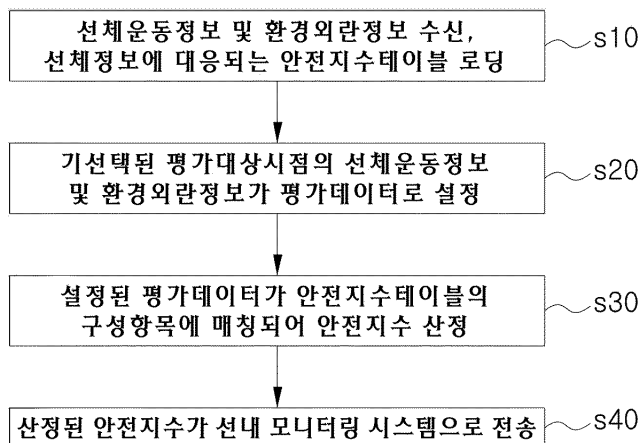 선체운동정보 및 환경외란정보 수신,
선체정보에 대응되는 안전지수테이블 로딩
s10
기선택된 평가대상시점의 선체운동정보
및 환경외란정보가 평가데이터로 설정
s20
설정된 평가데이터가 안전지수테이블의
구성항목에 매칭되어 안전지수 산정
s30
산정된 안전지수가 선내 모니터링 시스템으로 전송
s40